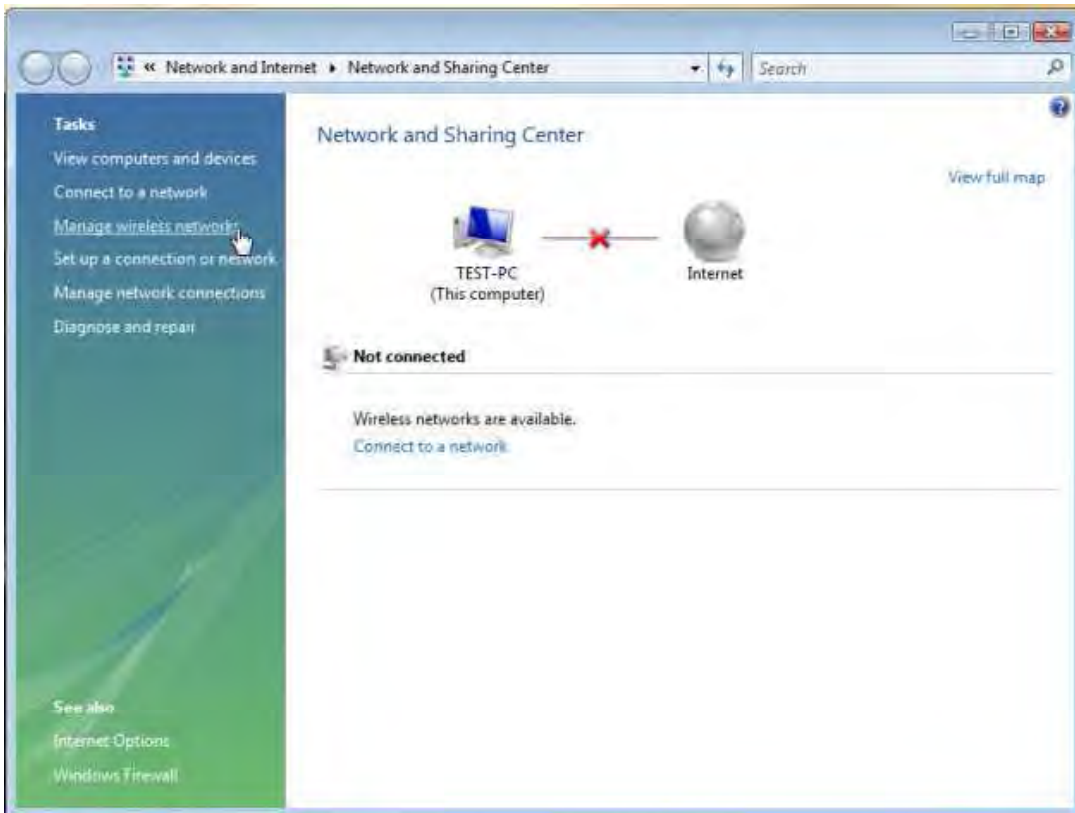 « Network and Internet ▸ Network and Sharing Center
Search
Tasks
View computers and devices
Connect to a network
Manage wireless networks
Set up a connection or network
Manage network connections
Diagnose and repair
See also
Internet Options
Windows Firewall
Network and Sharing Center
View full map
TEST-PC
(This computer)
Internet
Not connected
Wireless networks are available.
Connect to a network